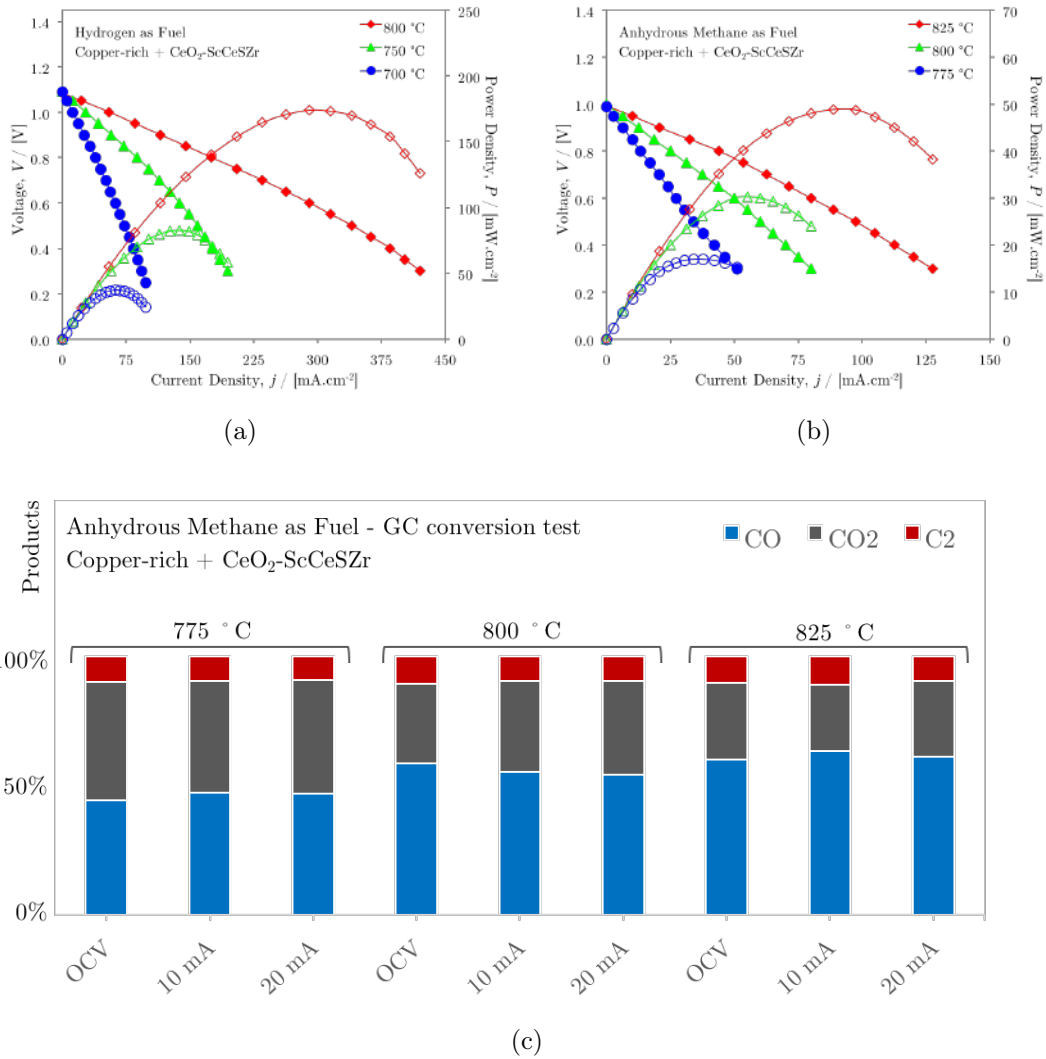 Hydrogen as Fuel
Copper-rich + CeO₂-ScCeSZr
800 °C
750 °C
700 °C
1.4
1.2
1.0
0.8
0.6
0.4
0.2
0.0
Voltage, V / [V]
250
200
150
100
50
0
Power Density, P / [mW.cm⁻²]
0 75 150 225 300 375 450
Current Density, j / [mA.cm⁻²]
(a)
Anhydrous Methane as Fuel
Copper-rich + CeO₂-ScCeSZr
825 °C
800 °C
775 °C
1.4
1.2
1.0
0.8
0.6
0.4
0.2
0.0
Voltage, V / [V]
70
60
50
40
30
20
10
0
Power Density, P / [mW.cm⁻²]
0 25 50 75 100 125 150
Current Density, j / [mA.cm⁻²]
(b)
Products
Anhydrous Methane as Fuel - GC conversion test
Copper-rich + CeO₂-ScCeSZr
CO CO2 C2
775 °C 800 °C 825 °C
100%
50%
0%
OCV 10 mA 20 mA OCV 10 mA 20 mA OCV 10 mA 20 mA
(c)